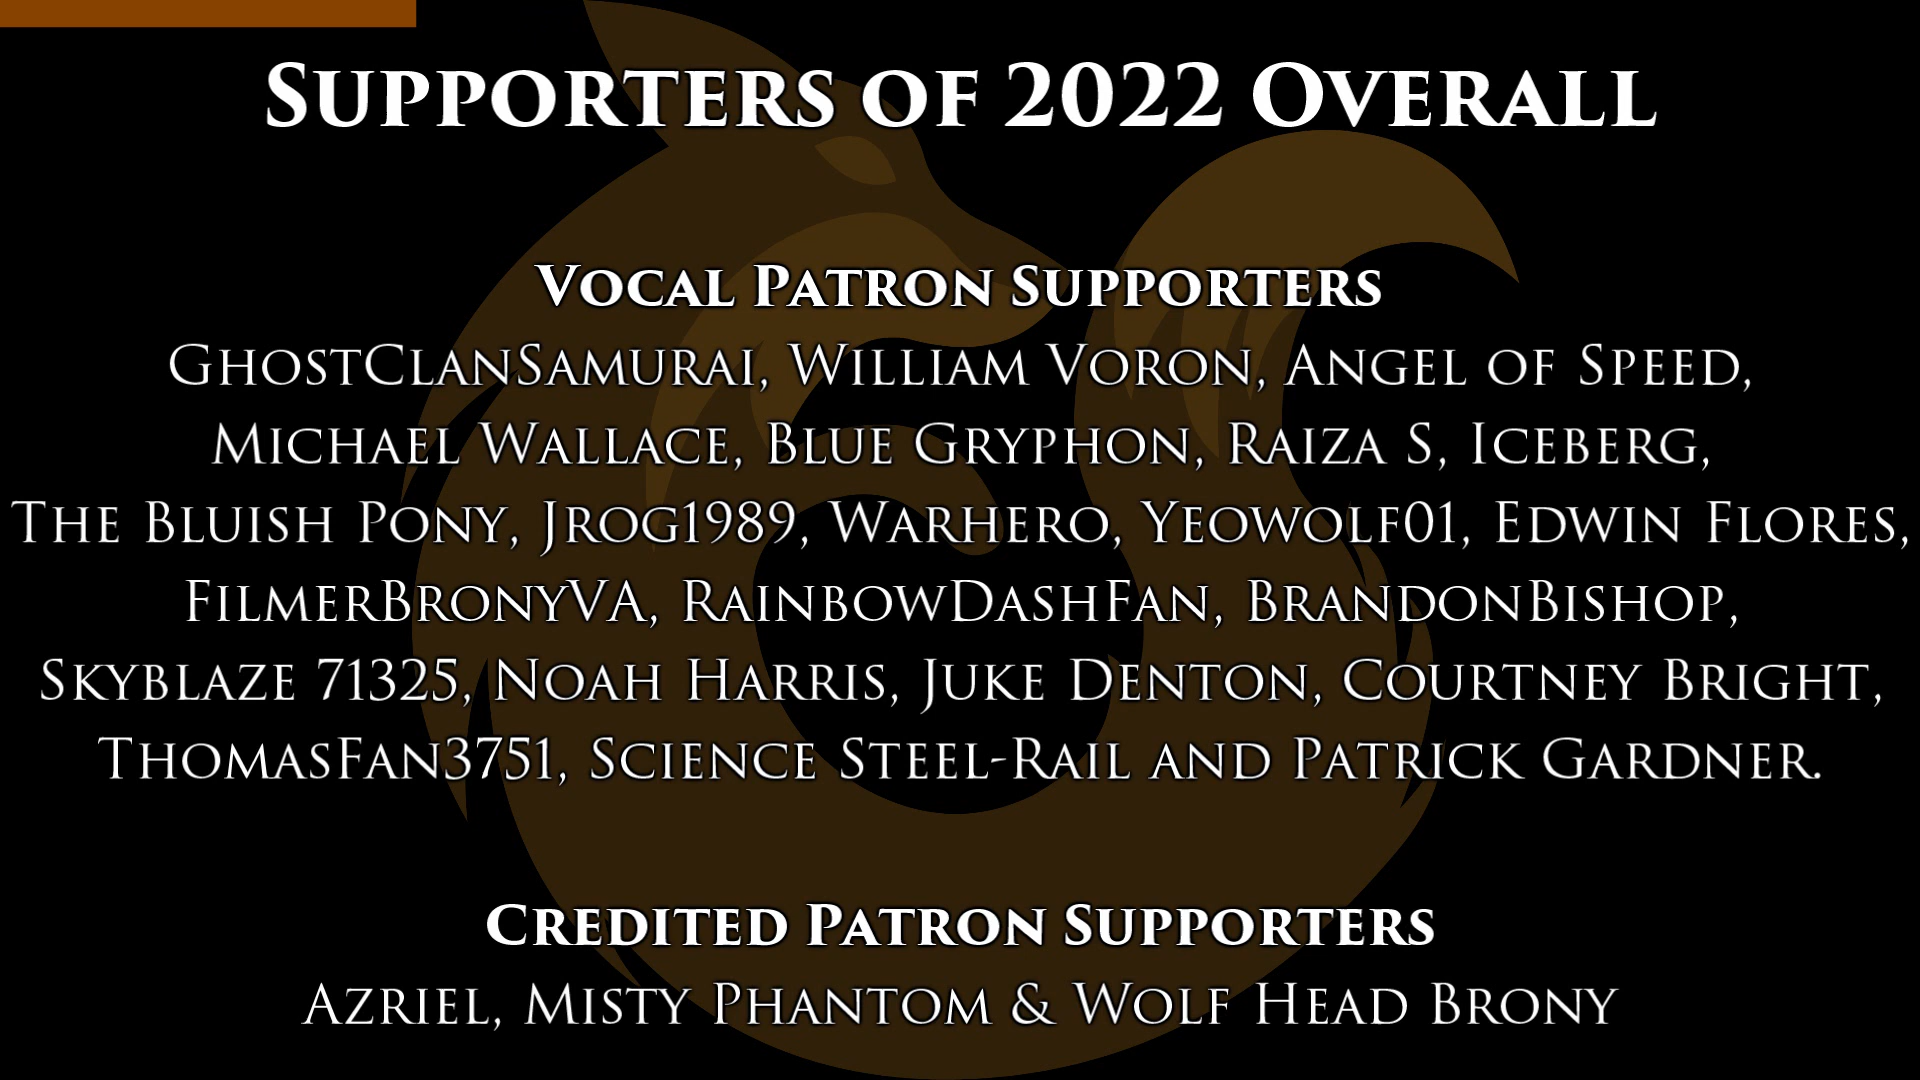 Supporters of 2022 Overall
Vocal Patron Supporters
GhostClanSamurai, William Voron, Angel of Speed,
Michael Wallace, Blue Gryphon, Raiza S, Iceberg,
The Bluish Pony, Jrog1989, Warhero, Yeowolf01, Edwin Flores,
FilmerBronyVA, RainbowDashFan, BrandonBishop,
Skyblaze 71325, Noah Harris, Juke Denton, Courtney Bright,
ThomasFan3751, Science Steel-Rail and Patrick Gardner.
Credited Patron Supporters
Azriel, Misty Phantom & Wolf Head Brony